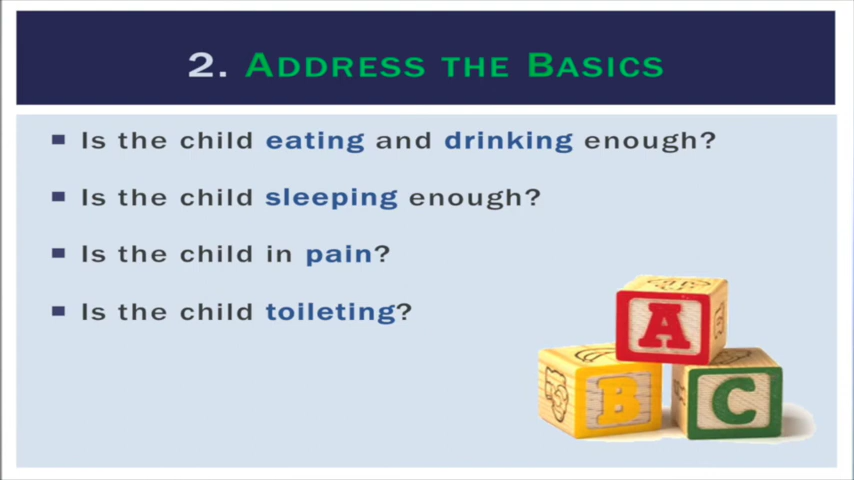 2. ADDRESS THE BASICS
Is the child eating and drinking enough?
Is the child sleeping enough?
Is the child in pain?
Is the child toileting?
A
B
C